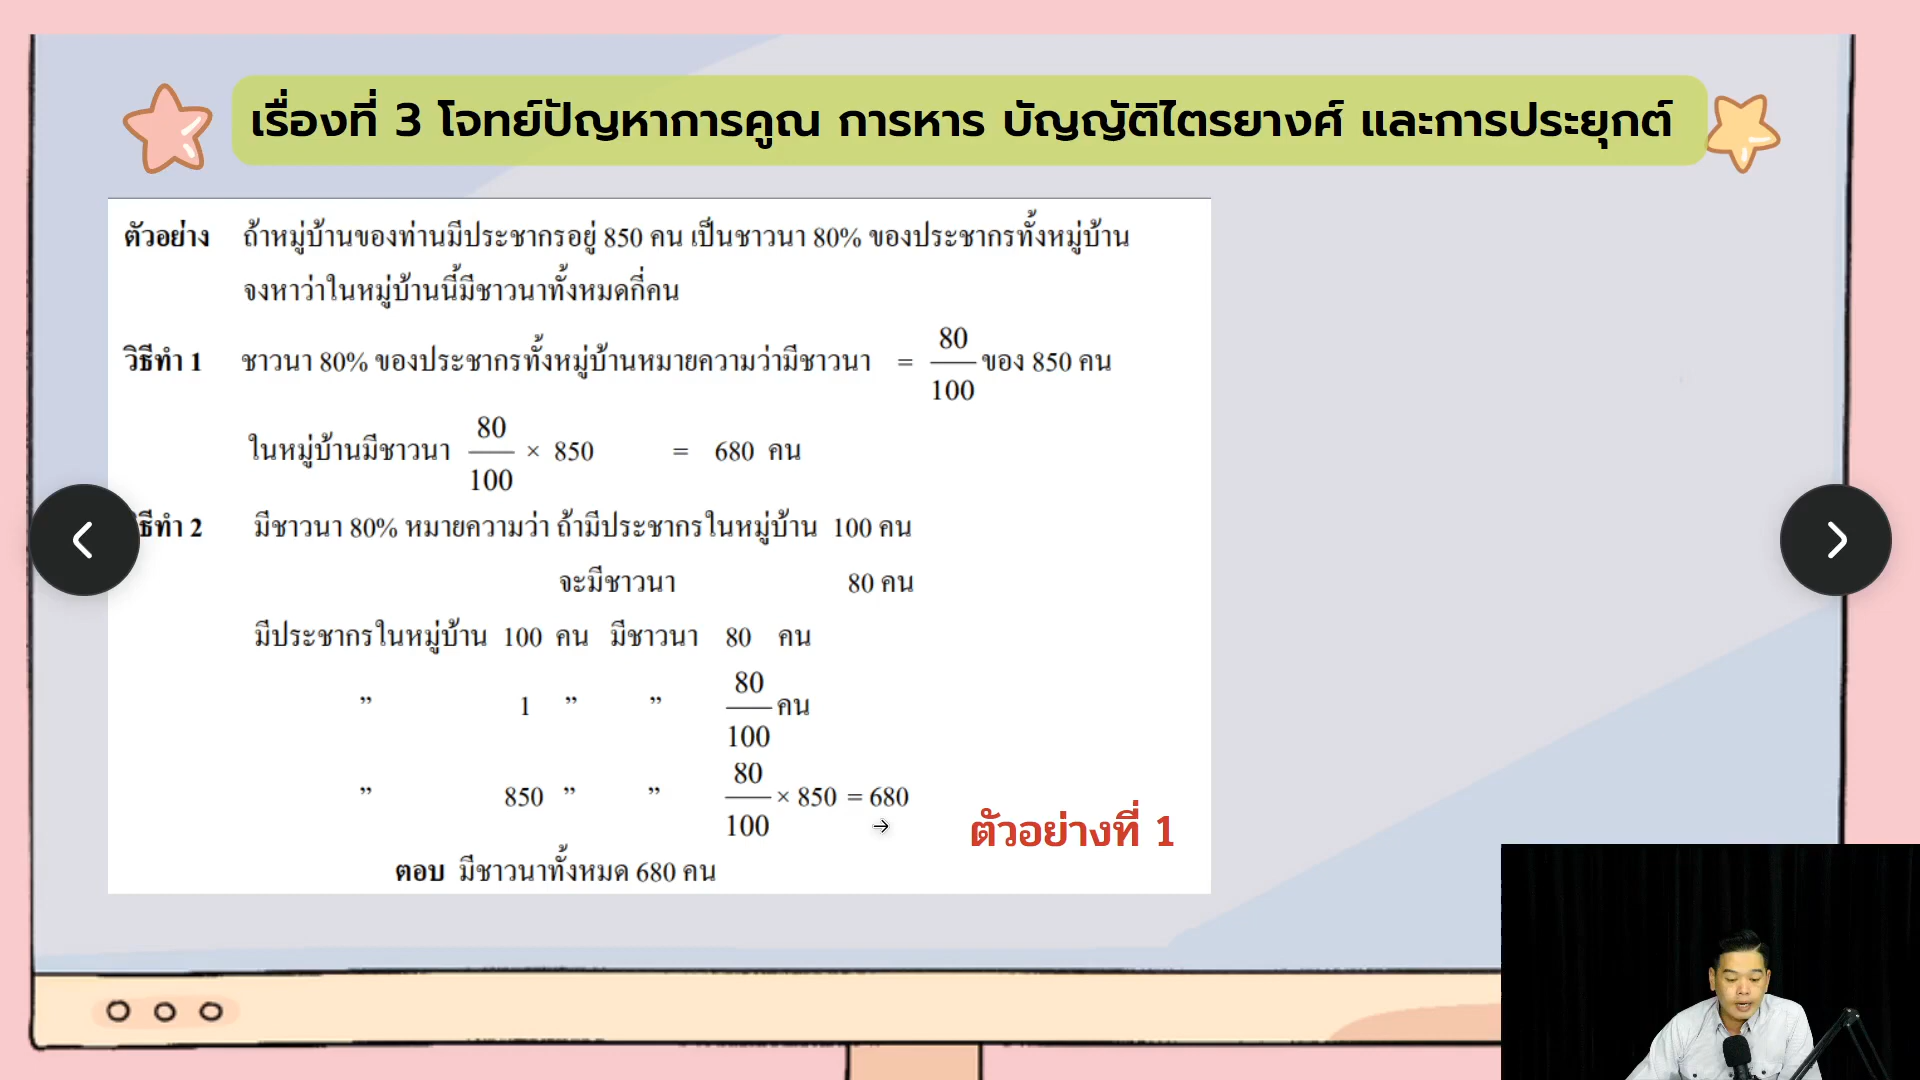 เรื่องที่ 3 โจทย์ปัญหาการคูณ การหาร บัญญัติไตรยางศ์ และการประยุกต์
ตัวอย่าง ถ้าหมู่บ้านของท่านมีประชากรอยู่ 850 คน เป็นชาวนา 80% ของประชากรทั้งหมู่บ้าน
จงหาว่าในหมู่บ้านนี้มีชาวนาทั้งหมดกี่คน
วิธีทำ 1 ชาวนา 80% ของประชากรทั้งหมู่บ้านหมายความว่ามีชาวนา = 80/100 ของ 850 คน
ในหมู่บ้านมีชาวนา 80/100 × 850 = 680 คน
ธีทำ 2 มีชาวนา 80% หมายความว่า ถ้ามีประชากรในหมู่บ้าน 100 คน
จะมีชาวนา 80 คน
มีประชากรในหมู่บ้าน 100 คน มีชาวนา 80 คน
” 1 ” ” 80/100 คน
” 850 ” ” 80/100 × 850 = 680
ตอบ มีชาวนาทั้งหมด 680 คน
ตัวอย่างที่ 1